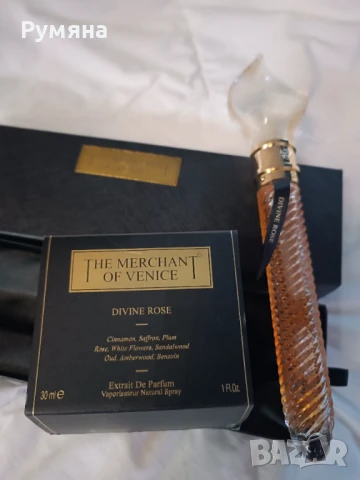 Румяна
THE MERCHANT
OF VENICE
DIVINE ROSE
Cinnamon, Saffron, Plum
Rose, White Flowers, Sandalwood
Oud, Amberwood, Benzoin
Extrait De Parfum
Vaporisateur Natural Spray
30 ml e
1 Fl.Oz.
DIVINE ROSE
bazar